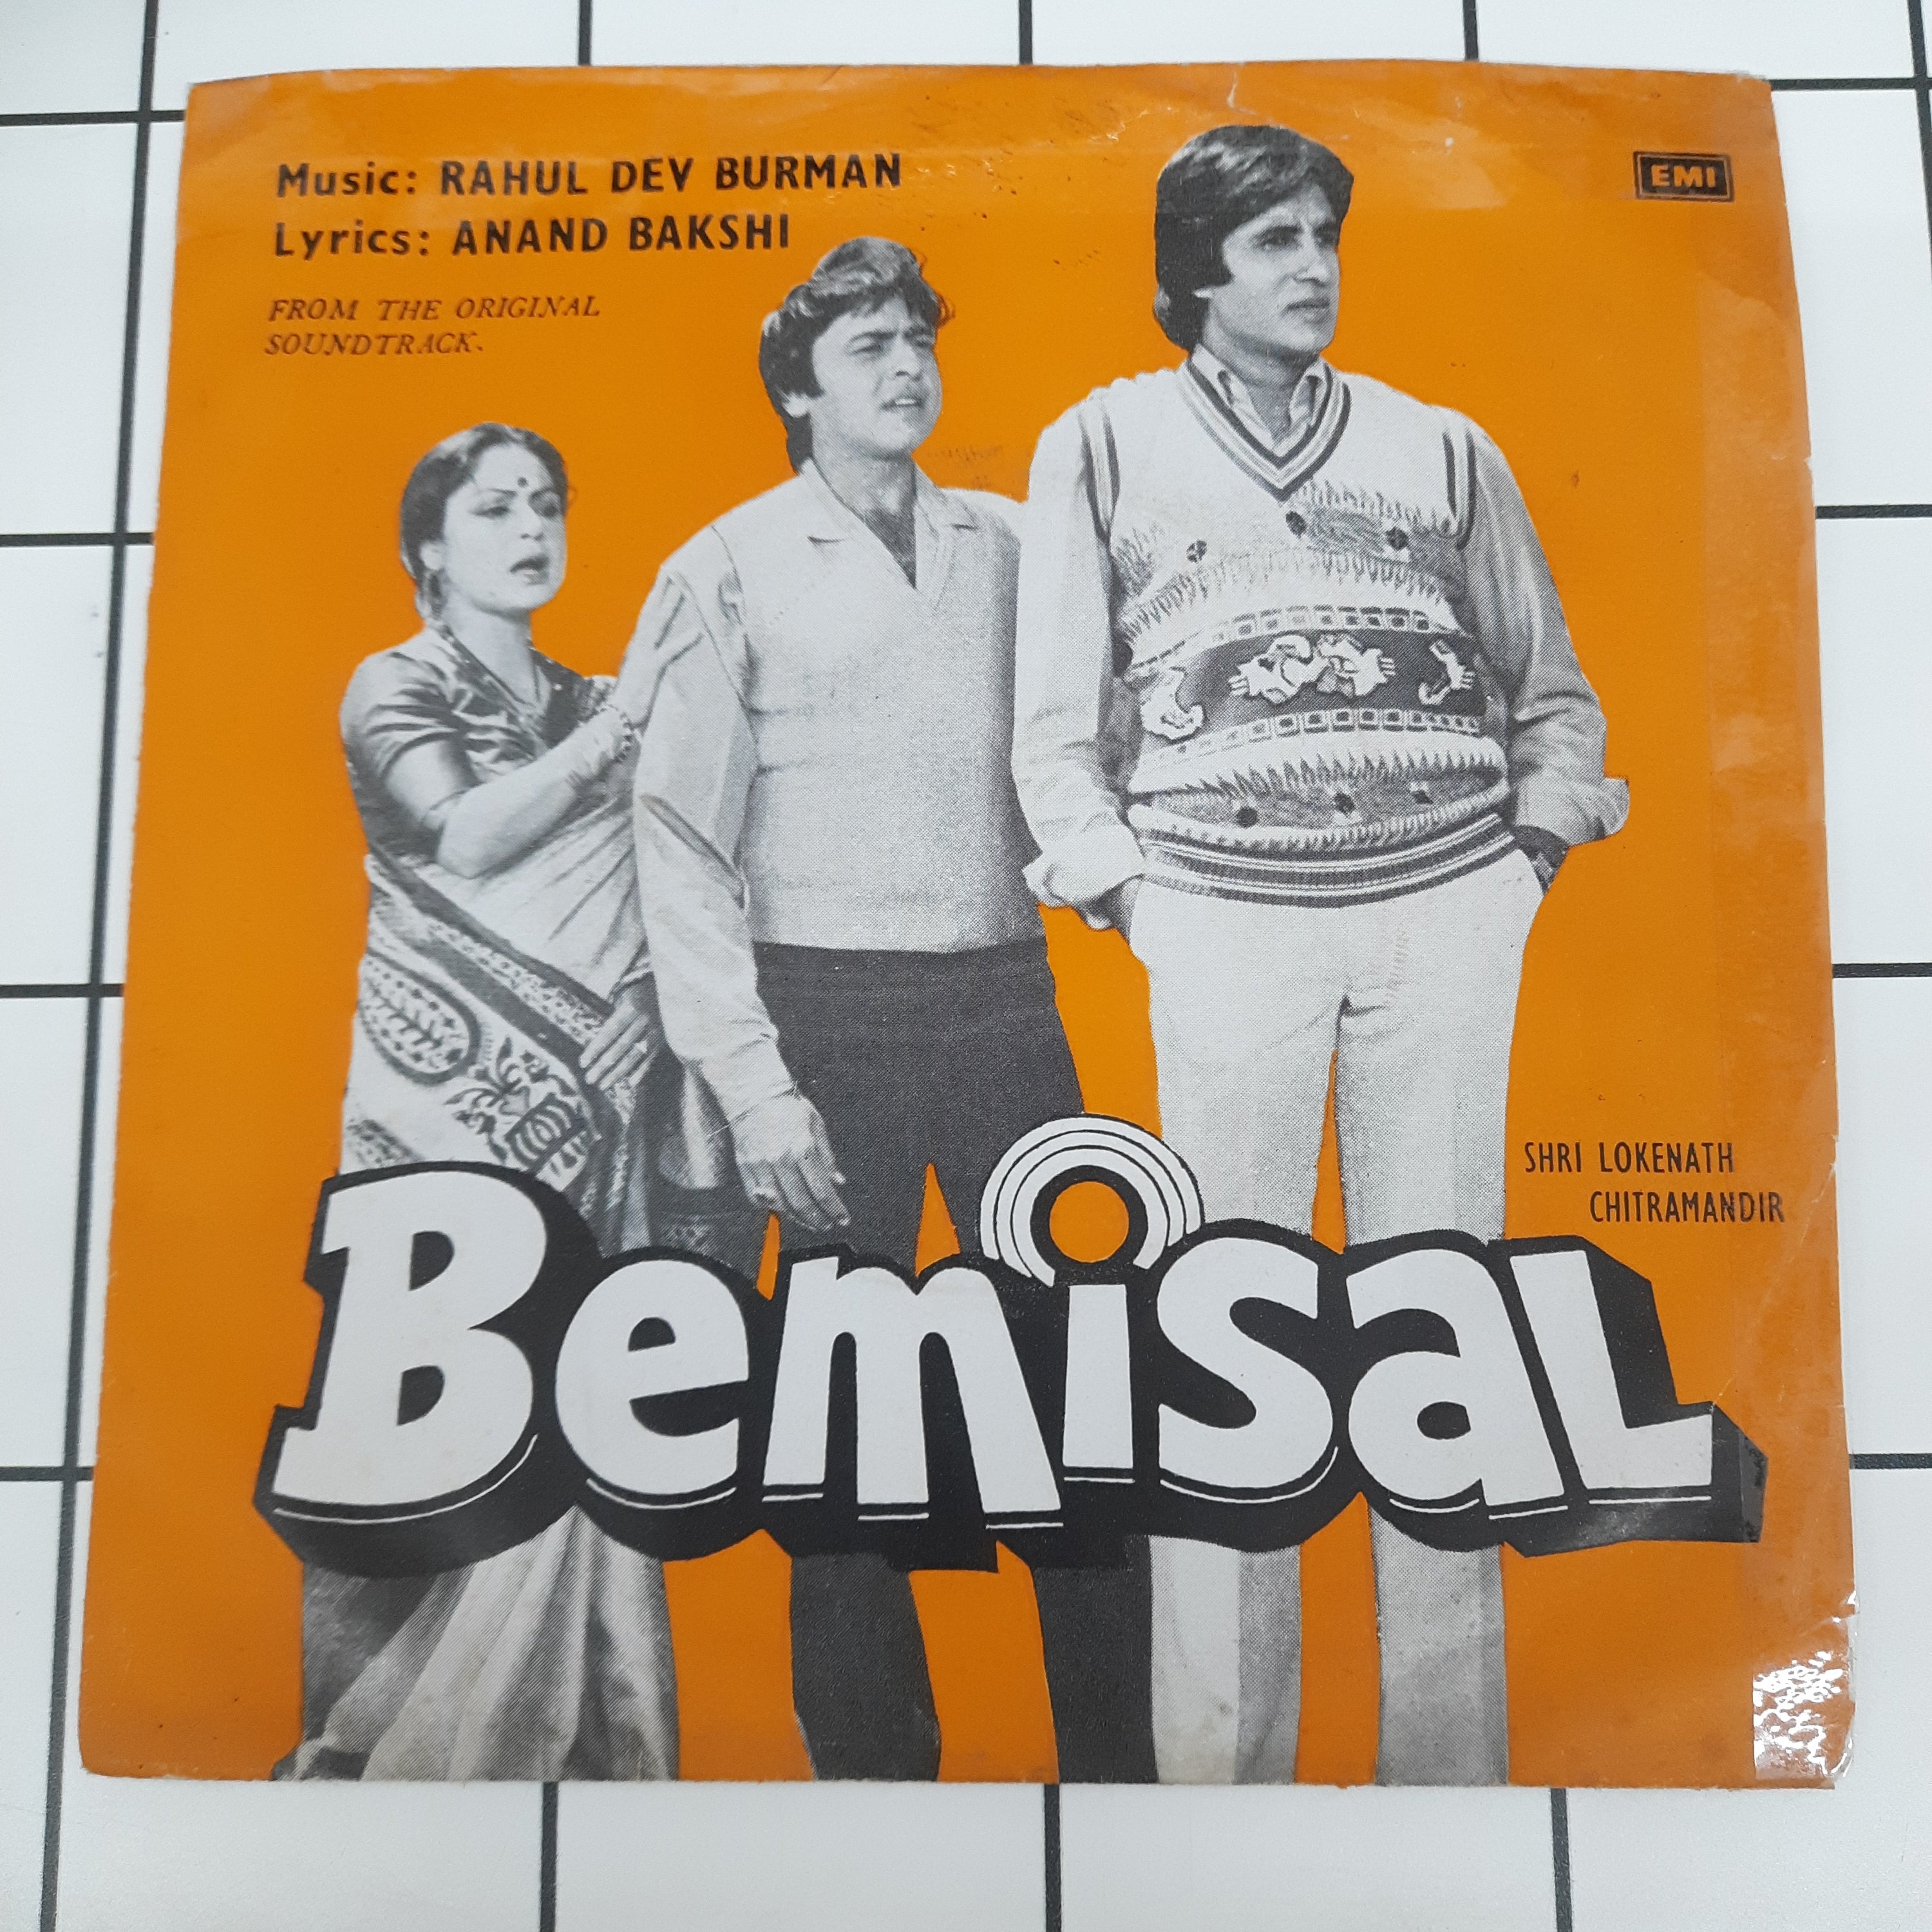 Music: RAHUL DEV BURMAN
Lyrics: ANAND BAKSHI
FROM THE ORIGINAL
SOUNDTRACK.
EMI
SHRI LOKENATH
CHITRAMANDIR
BemisaL